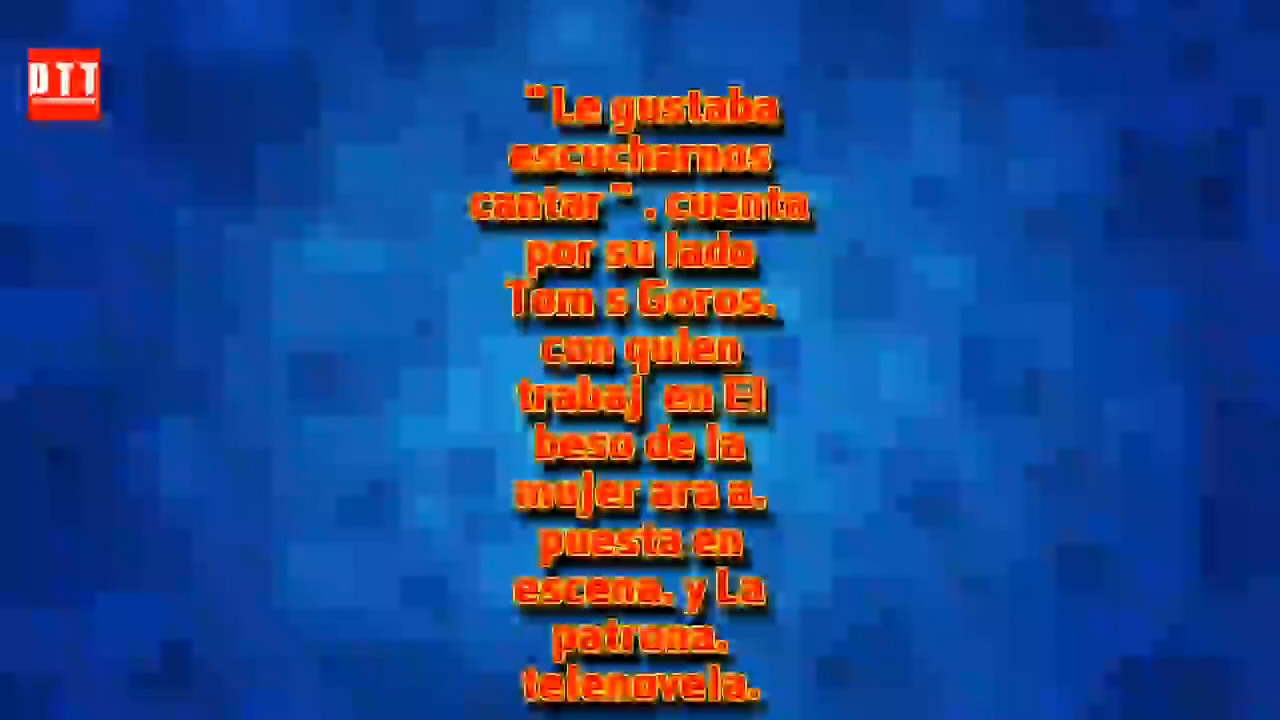 DTT
"Le gustaba
escucharnos
cantar", cuenta
por su lado
Tom s Goros,
con quien
trabaj en El
beso de la
mujer ara a,
puesta en
escena, y La
patrona,
telenovela.